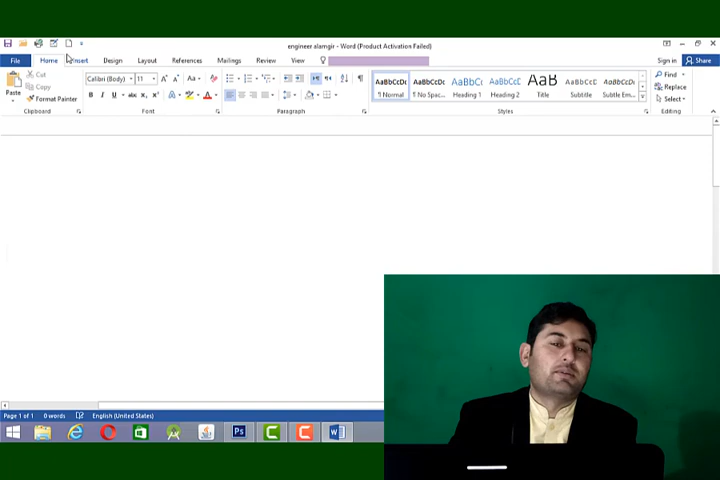 engineer alamgir - Word (Product Activation Failed)
File Home Insert Design Layout References Mailings Review View Sign in Share
Cut
Copy
Format Painter
Paste
Clipboard
Calibri (Body) 11
Font
Paragraph
AaBbCcDc AaBbCcDc AaBbCc AaBbCcC AaB AaBbCcD AaBbCcDc
¶ Normal ¶ No Spac... Heading 1 Heading 2 Title Subtitle Subtle Em...
Styles
Find
Replace
Select
Editing
Page 1 of 1 0 words English (United States)
Ps